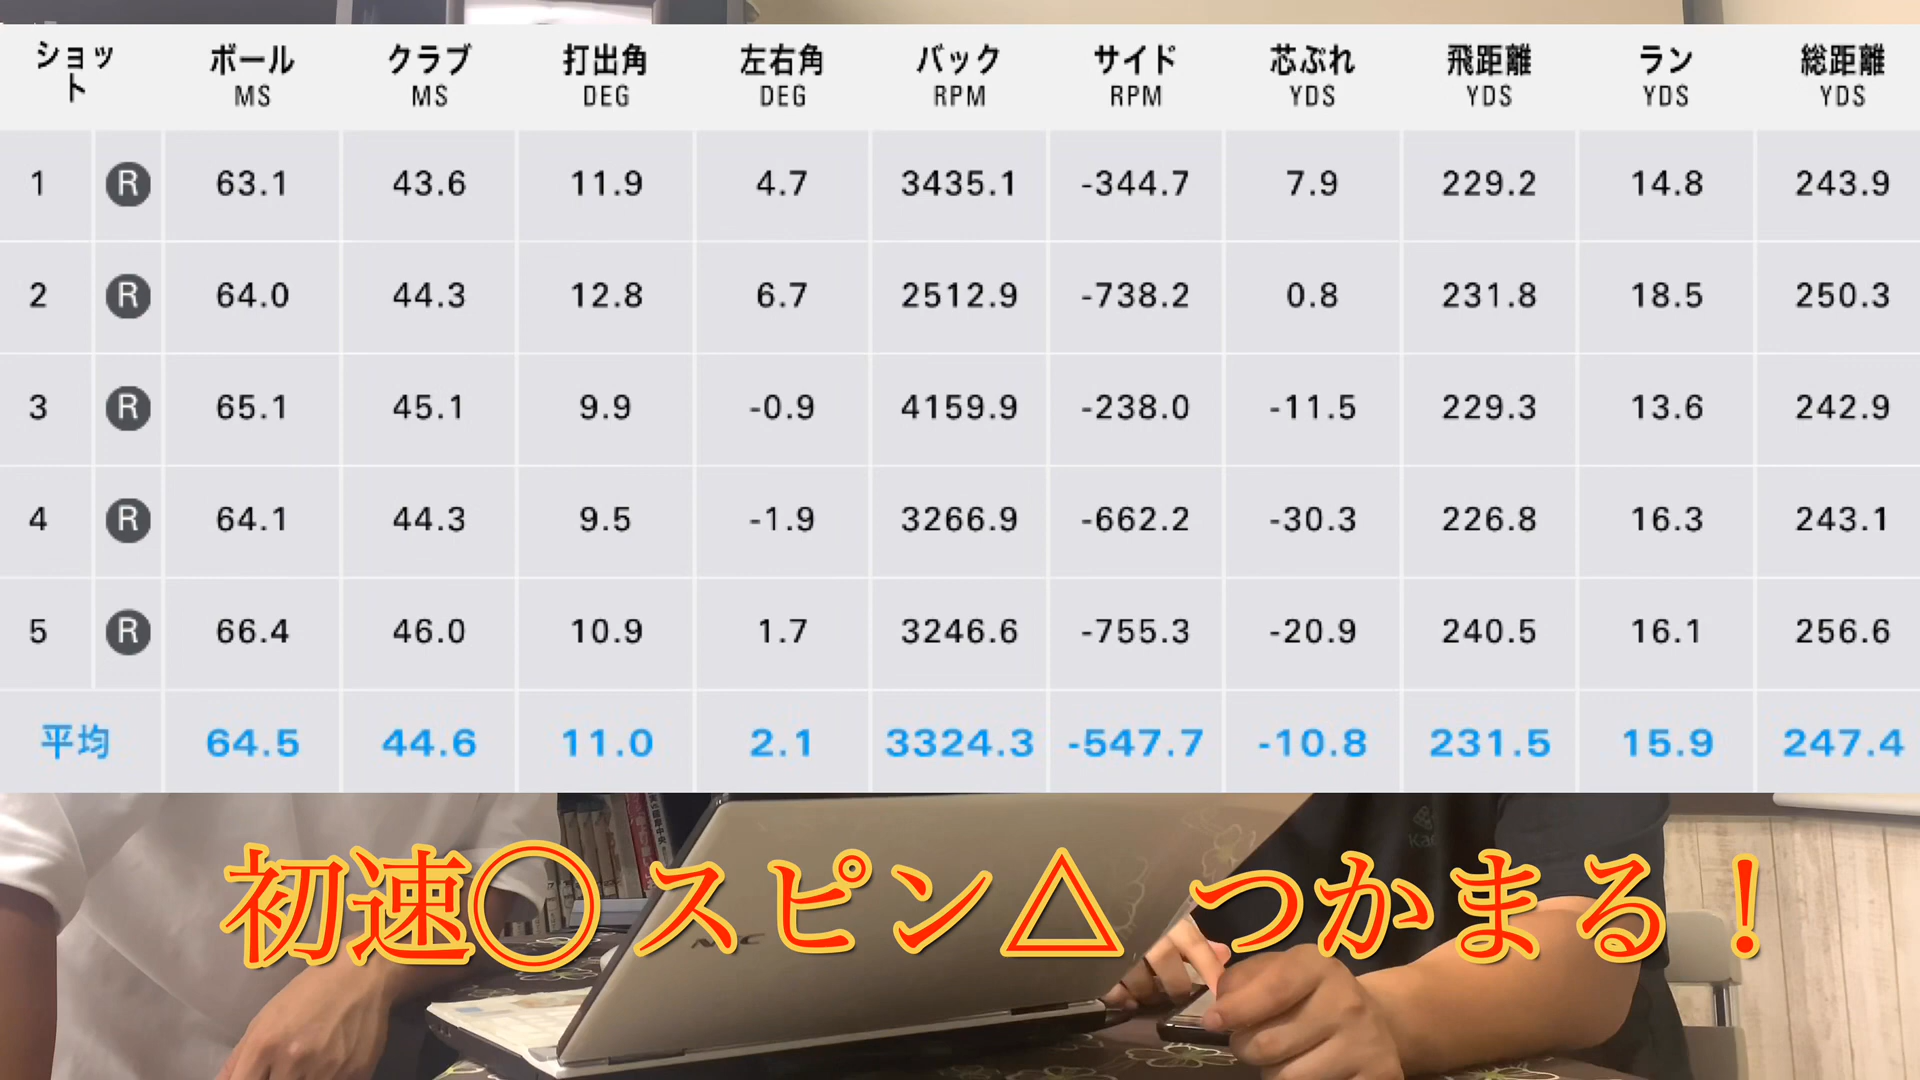 ショット ボール クラブ 打出角 左右角 バック サイド 芯ぶれ 飛距離 ラン 総距離
MS MS DEG DEG RPM RPM YDS YDS YDS YDS
1 R 63.1 43.6 11.9 4.7 3435.1 -344.7 7.9 229.2 14.8 243.9
2 R 64.0 44.3 12.8 6.7 2512.9 -738.2 0.8 231.8 18.5 250.3
3 R 65.1 45.1 9.9 -0.9 4159.9 -238.0 -11.5 229.3 13.6 242.9
4 R 64.1 44.3 9.5 -1.9 3266.9 -662.2 -30.3 226.8 16.3 243.1
5 R 66.4 46.0 10.9 1.7 3246.6 -755.3 -20.9 240.5 16.1 256.6
平均 64.5 44.6 11.0 2.1 3324.3 -547.7 -10.8 231.5 15.9 247.4
初速◯ スピン△ つかまる！
NEC